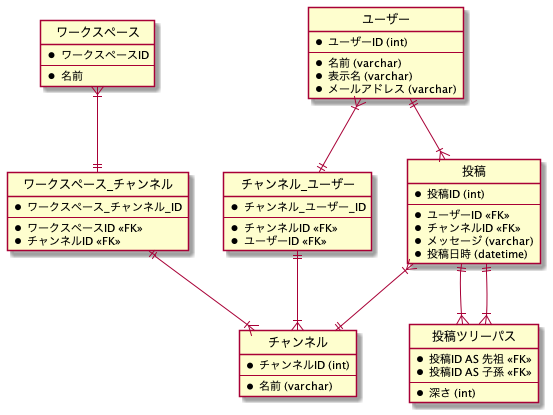 ワークスペース
ワークスペースID
名前
ユーザー
ユーザーID (int)
名前 (varchar)
表示名 (varchar)
メールアドレス (varchar)
ワークスペース_チャンネル
ワークスペース_チャンネル_ID
ワークスペースID «FK»
チャンネルID «FK»
チャンネル_ユーザー
チャンネル_ユーザー_ID
チャンネルID «FK»
ユーザーID «FK»
投稿
投稿ID (int)
ユーザーID «FK»
チャンネルID «FK»
メッセージ (varchar)
投稿日時 (datetime)
チャンネル
チャンネルID (int)
名前 (varchar)
投稿ツリーパス
投稿ID AS 先祖 «FK»
投稿ID AS 子孫 «FK»
深さ (int)